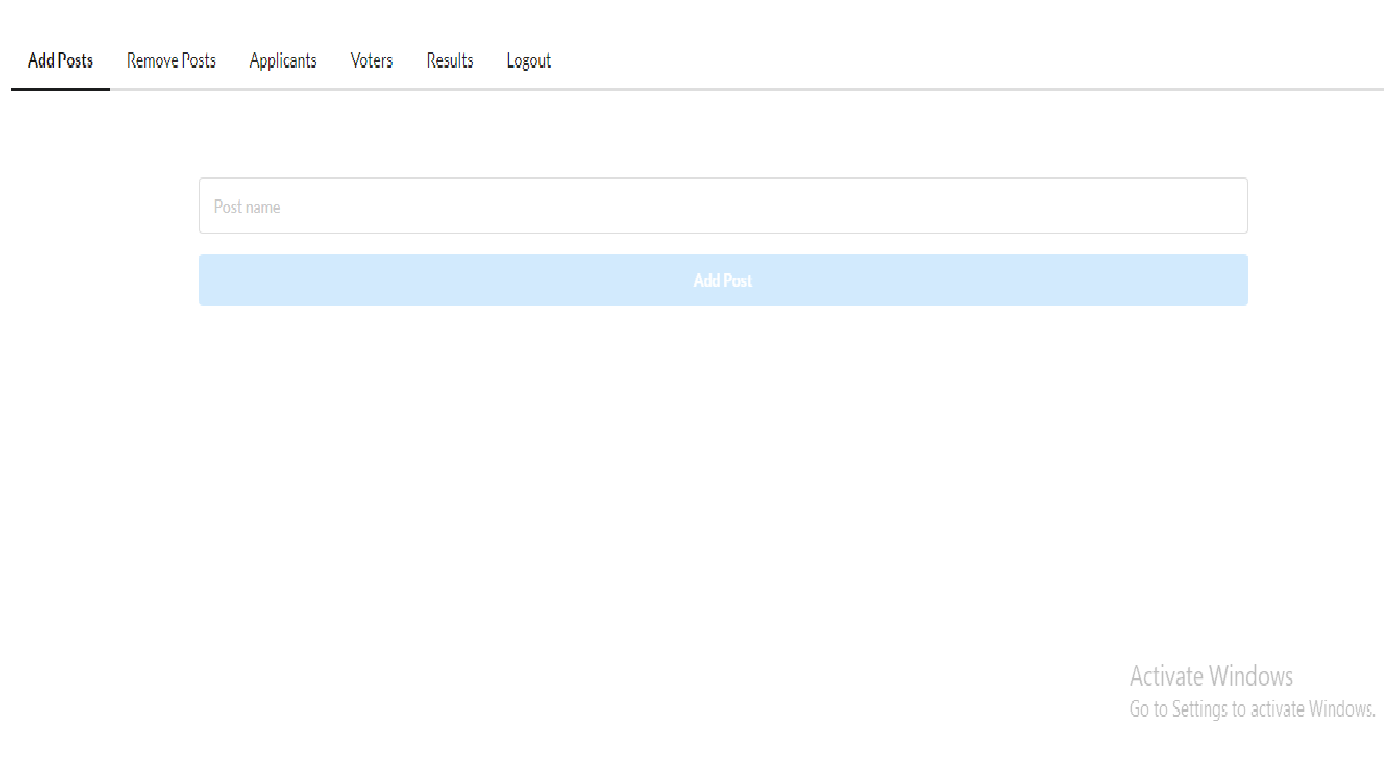 Add Posts Remove Posts Applicants Voters Results Logout
Post name
Add Post
Activate Windows
Go to Settings to activate Windows.